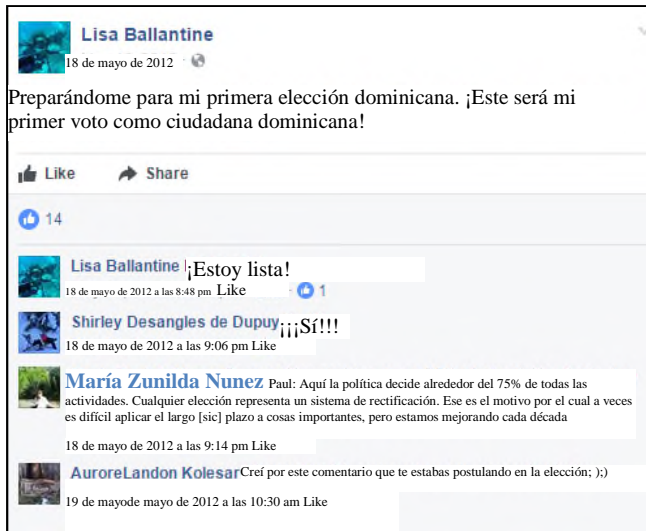 Lisa Ballantine
18 de mayo de 2012
Preparándome para mi primera elección dominicana. ¡Este será mi
primer voto como ciudadana dominicana!
Like Share
14
Lisa Ballantine ¡Estoy lista!
18 de mayo de 2012 a las 8:48 pm Like 1
Shirley Desangles de Dupuy ¡¡¡Sí!!!
18 de mayo de 2012 a las 9:06 pm Like
María Zunilda Nunez Paul: Aquí la política decide alrededor del 75% de todas las
actividades. Cualquier elección representa un sistema de rectificación. Ese es el motivo por el cual a veces
es difícil aplicar el largo [sic] plazo a cosas importantes, pero estamos mejorando cada década
18 de mayo de 2012 a las 9:14 pm Like
AuroreLandon Kolesar Creí por este comentario que te estabas postulando en la elección; );)
19 de mayode mayo de 2012 a las 10:30 am Like